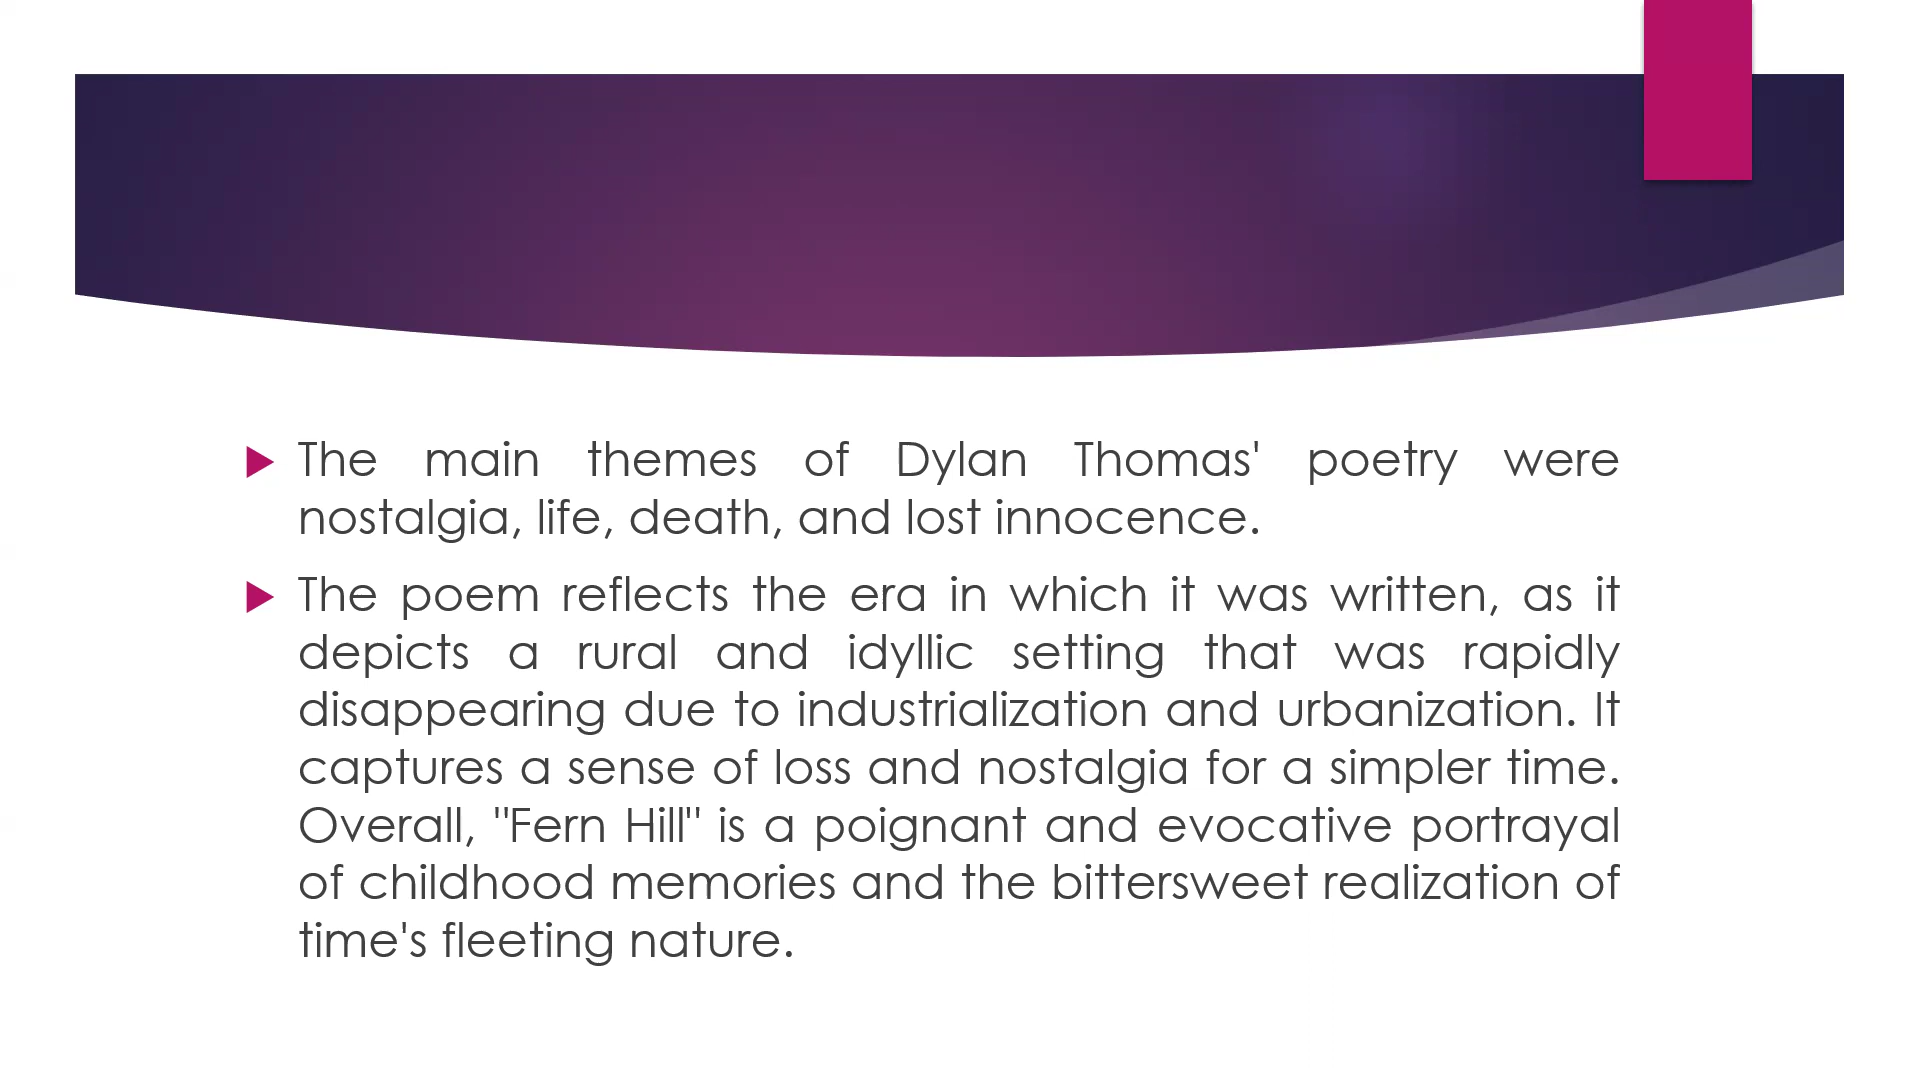 The main themes of Dylan Thomas' poetry were
nostalgia, life, death, and lost innocence.
The poem reflects the era in which it was written, as it
depicts a rural and idyllic setting that was rapidly
disappearing due to industrialization and urbanization. It
captures a sense of loss and nostalgia for a simpler time.
Overall, "Fern Hill" is a poignant and evocative portrayal
of childhood memories and the bittersweet realization of
time's fleeting nature.